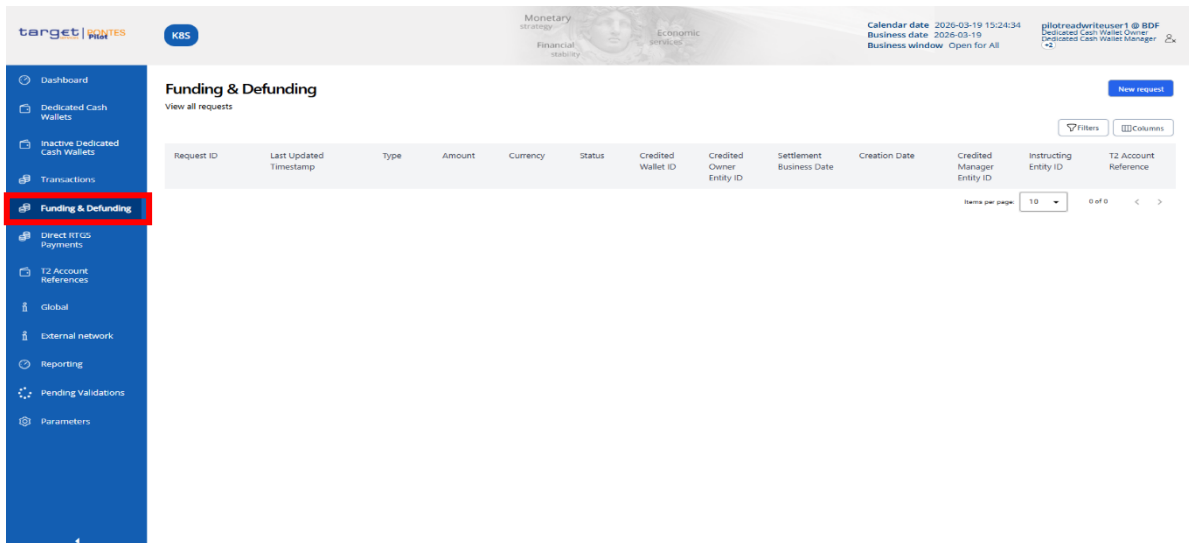 target | PONTES
Pilot
KBS
Monetary
strategy
Economic
services
Financial
stability
Calendar date 2026-03-19 15:24:34
Business date 2026-03-19
Business window Open for All
pilotreadwriteuser1 @ BDF
Dedicated Cash Wallet Owner
Dedicated Cash Wallet Manager
+2
Dashboard
Dedicated Cash
Wallets
Inactive Dedicated
Cash Wallets
Transactions
Funding & Defunding
Direct RTGS
Payments
T2 Account
References
Global
External network
Reporting
Pending Validations
Parameters
Funding & Defunding
View all requests
New request
Filters
Columns
Request ID
Last Updated
Timestamp
Type
Amount
Currency
Status
Credited
Wallet ID
Credited
Owner
Entity ID
Settlement
Business Date
Creation Date
Credited
Manager
Entity ID
Instructing
Entity ID
T2 Account
Reference
Items per page: 10
0 of 0